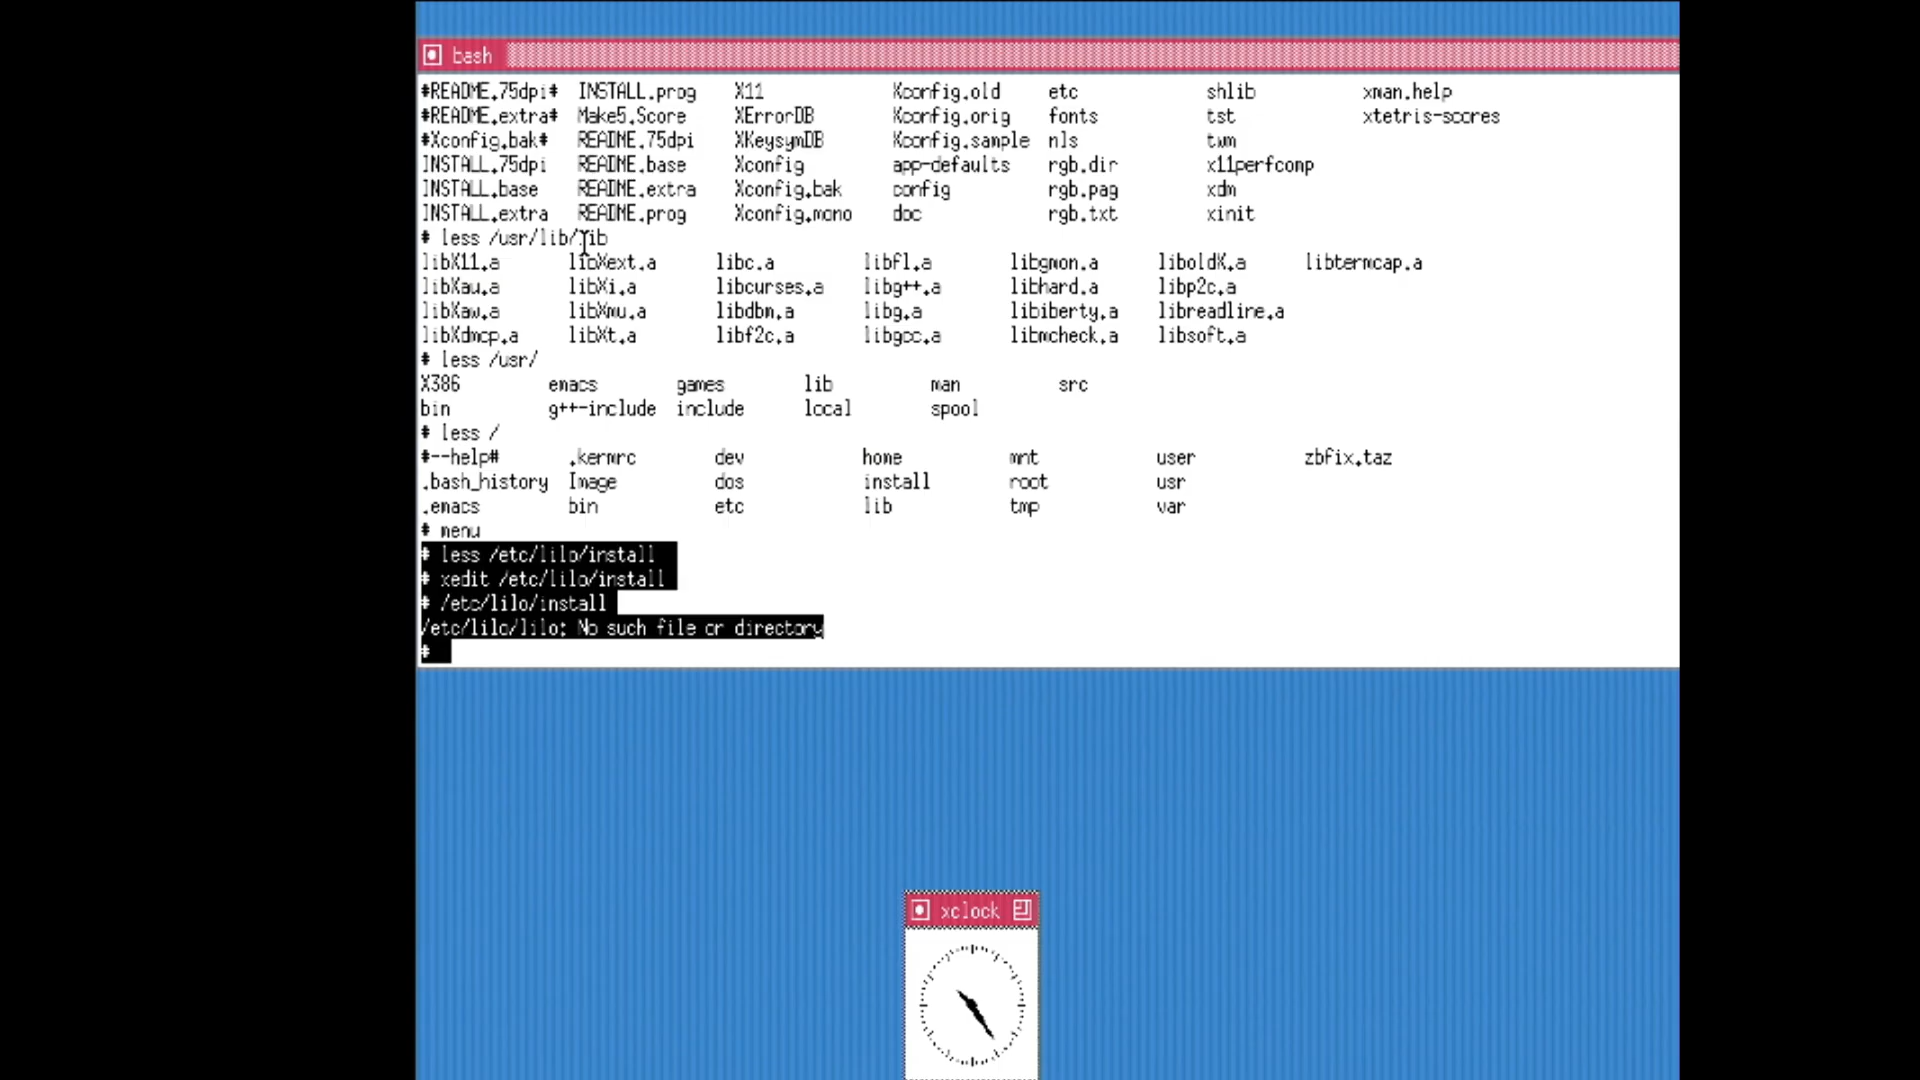 bash
#README.75dpi# INSTALL.prog X11 Xconfig.old etc shlib xman.help
#README.extra# Make5.Score XErrorDB Xconfig.orig fonts tst xtetris-scores
#Xconfig.bak# README.75dpi XKeysymDB Xconfig.sample nls twm
INSTALL.75dpi README.base Xconfig app-defaults rgb.dir x11perfcomp
INSTALL.base README.extra Xconfig.bak config rgb.pag xdm
INSTALL.extra README.prog Xconfig.mono doc rgb.txt xinit
# less /usr/lib/lib
libX11.a libXext.a libc.a libfl.a libgmon.a liboldX.a libtermcap.a
libXau.a libXi.a libcurses.a libg++.a libhard.a libp2c.a
libXaw.a libXmu.a libdbm.a libg.a libiberty.a libreadline.a
libXdmcp.a libXt.a libf2c.a libgcc.a libmcheck.a libsoft.a
# less /usr/
X386 emacs games lib man src
bin g++-include include local spool
# less /
#--help# .kermrc dev home mnt user zbfix.taz
.bash_history Image dos install root usr
.emacs bin etc lib tmp var
# menu
# less /etc/lilo/install
# xedit /etc/lilo/install
# /etc/lilo/install
/etc/lilo/lilo: No such file or directory
#
xclock